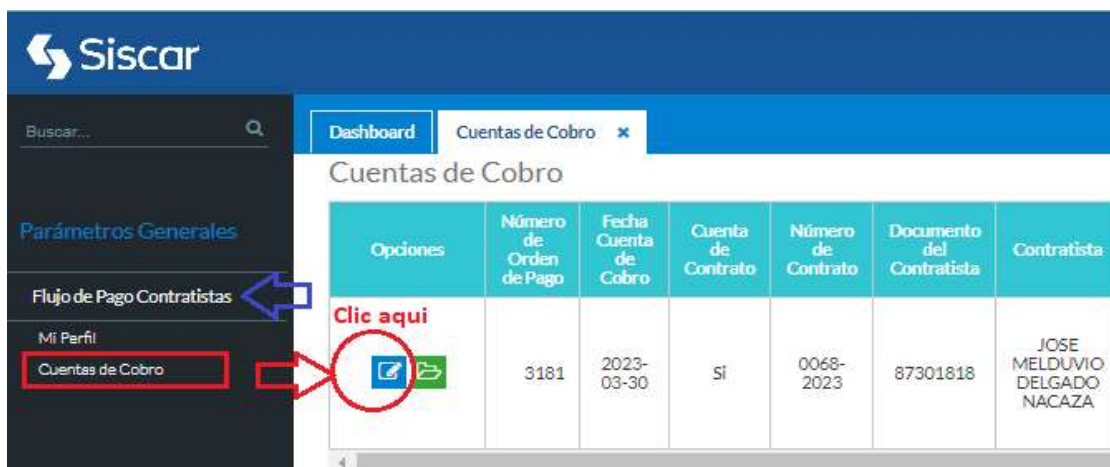 Siscar
Buscar...
Dashboard
Cuentas de Cobro ×
Cuentas de Cobro
Parámetros Generales
Flujo de Pago Contratistas
Mi Perfil
Cuentas de Cobro
Opciones
Número
de
Orden
de Pago
Fecha
Cuenta
de
Cobro
Cuenta
de
Contrato
Número
de
Contrato
Documento
del
Contratista
Contratista
Clic aqui
3181
2023-
03-30
Si
0068-
2023
87301818
JOSE
MELDUVIO
DELGADO
NACAZA